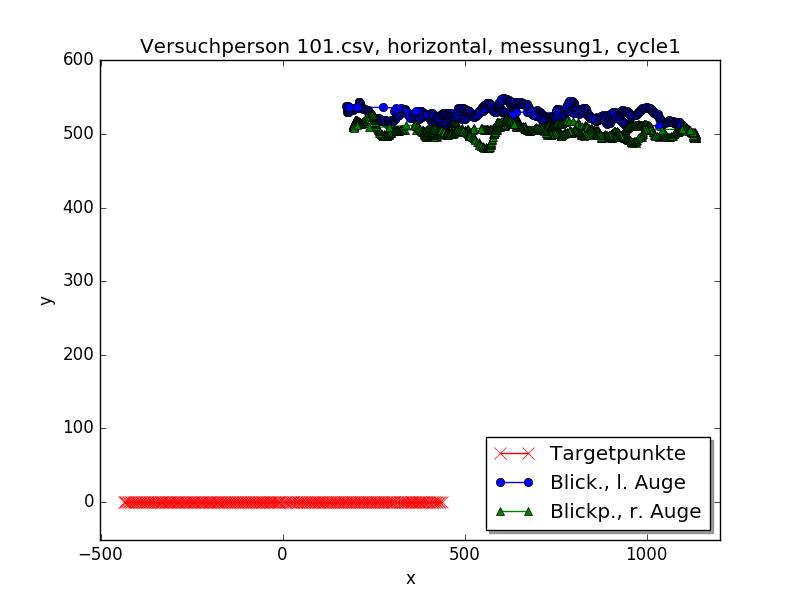 Versuchperson 101.csv, horizontal, messung1, cycle1
600
500
400
300
200
100
0
y
−500
0
500
1000
x
Targetpunkte
Blick., l. Auge
Blickp., r. Auge